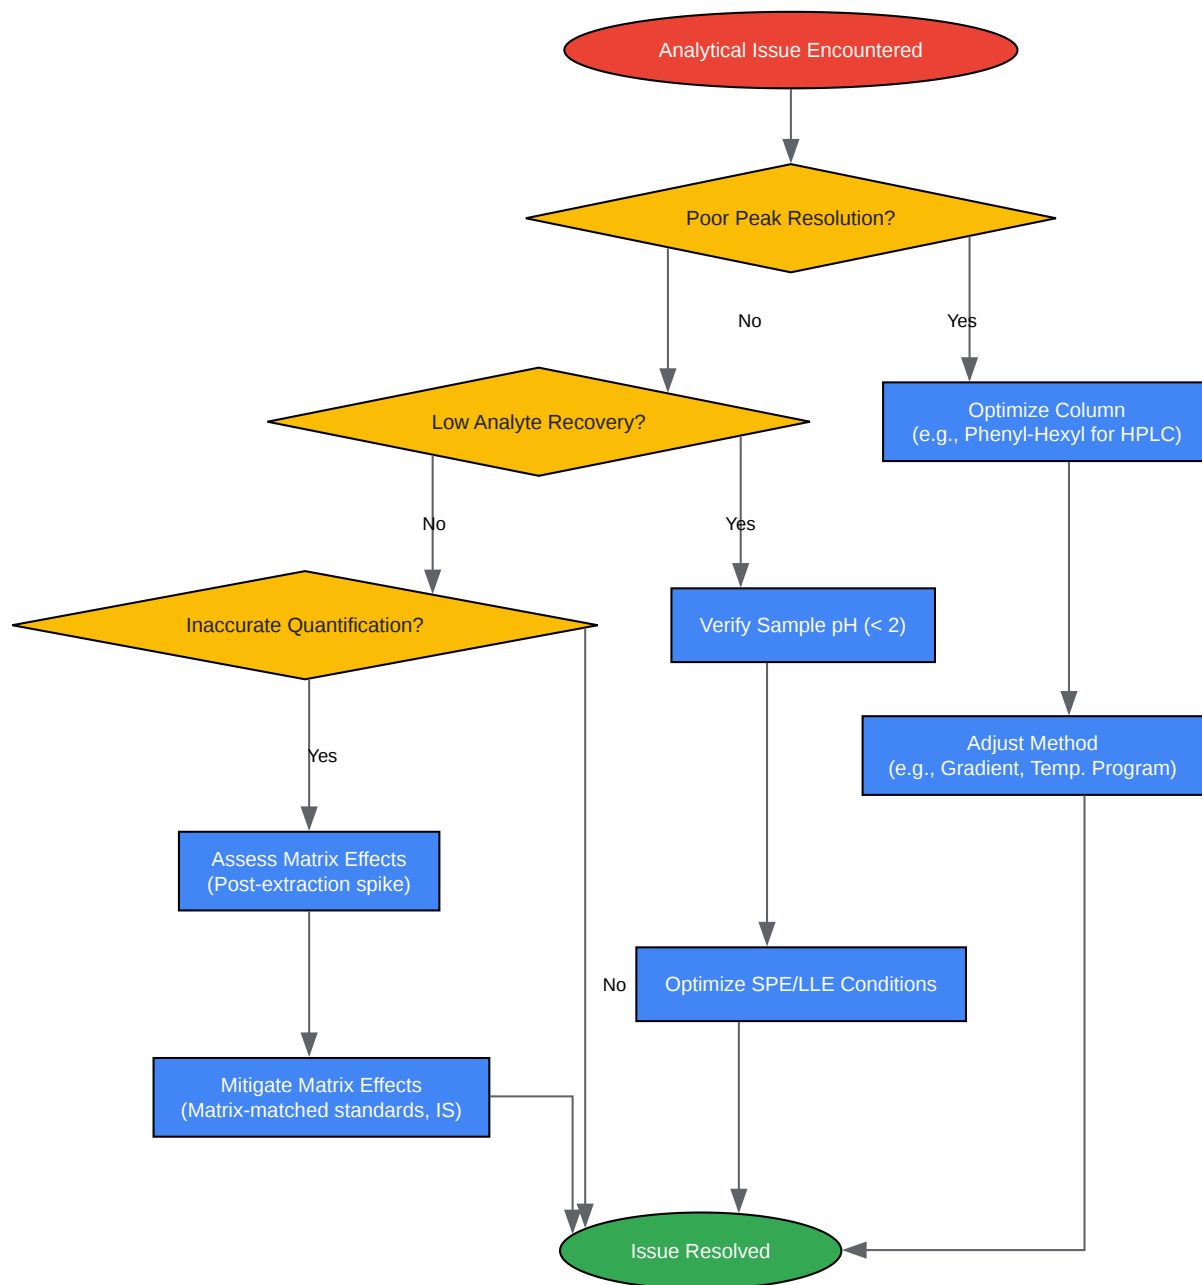 Analytical Issue Encountered
Poor Peak Resolution?
No
Yes
Optimize Column
(e.g., Phenyl-Hexyl for HPLC)
Low Analyte Recovery?
No
Yes
Inaccurate Quantification?
Verify Sample pH (< 2)
Adjust Method
(e.g., Gradient, Temp. Program)
Yes
Assess Matrix Effects
(Post-extraction spike)
No
Optimize SPE/LLE Conditions
Mitigate Matrix Effects
(Matrix-matched standards, IS)
Issue Resolved